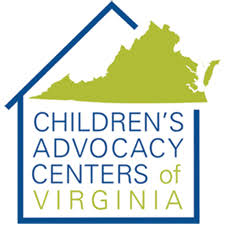 CHILDREN'S
ADVOCACY
CENTERS of
VIRGINIA